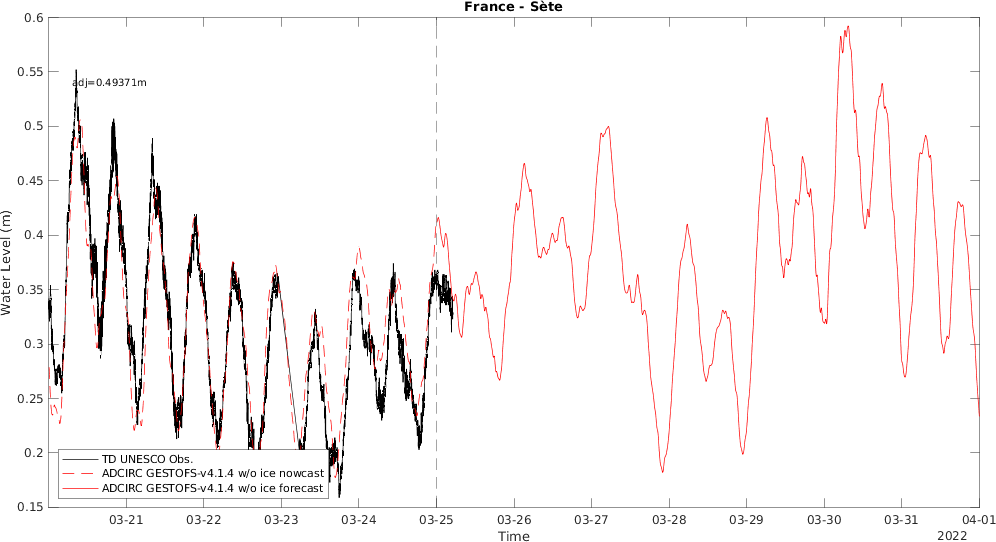 France - Sète
0.6
0.55
0.5
0.45
0.4
0.35
0.3
0.25
0.2
0.15
Water Level (m)
adj=0.49371m
TD UNESCO Obs.
ADCIRC GESTOFS-v4.1.4 w/o ice nowcast
ADCIRC GESTOFS-v4.1.4 w/o ice forecast
03-21 03-22 03-23 03-24 03-25 03-26 03-27 03-28 03-29 03-30 03-31 04-01
Time
2022